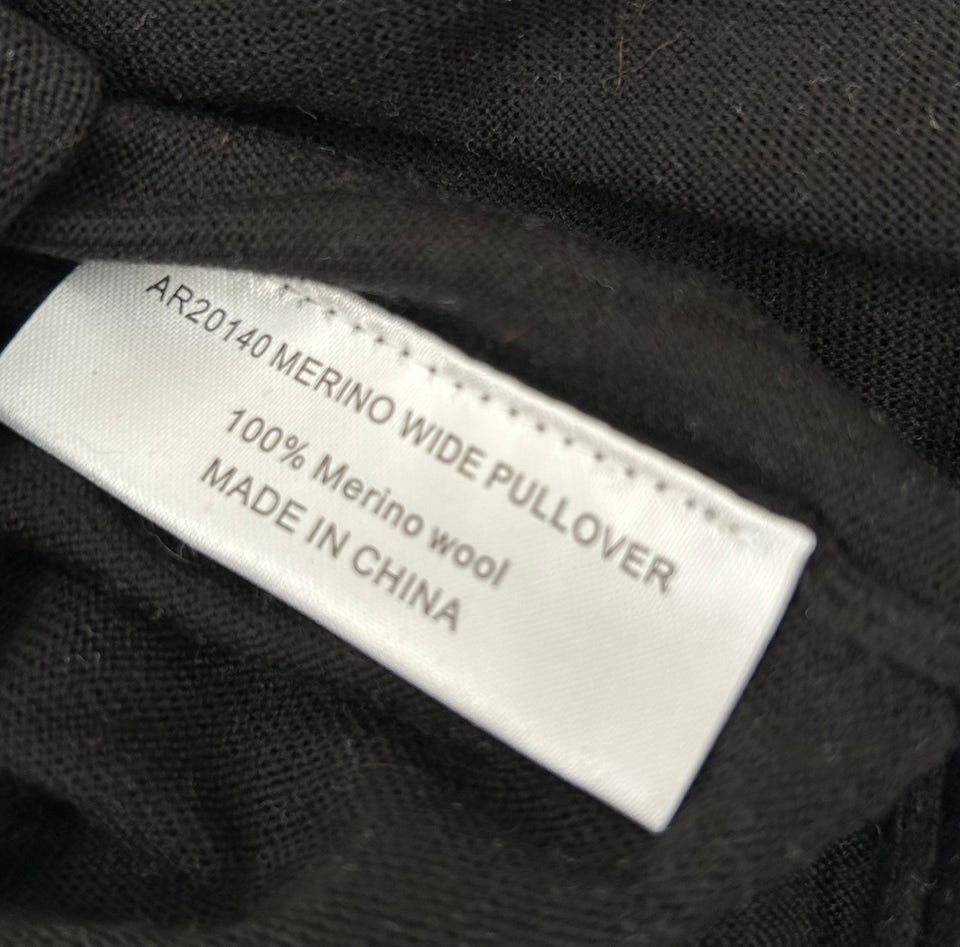 AR20140 MERINO WIDE PULLOVER
100% Merino wool
MADE IN CHINA